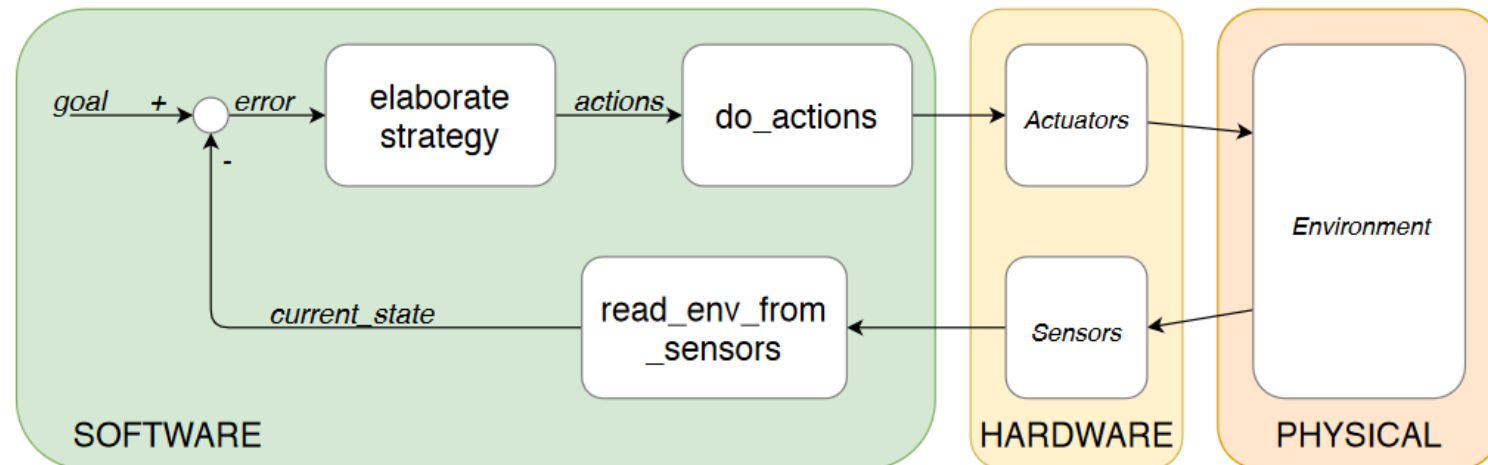 goal
+
error
-
elaborate
strategy
actions
do_actions
Actuators
Environment
current_state
read_env_from
_sensors
Sensors
SOFTWARE
HARDWARE
PHYSICAL